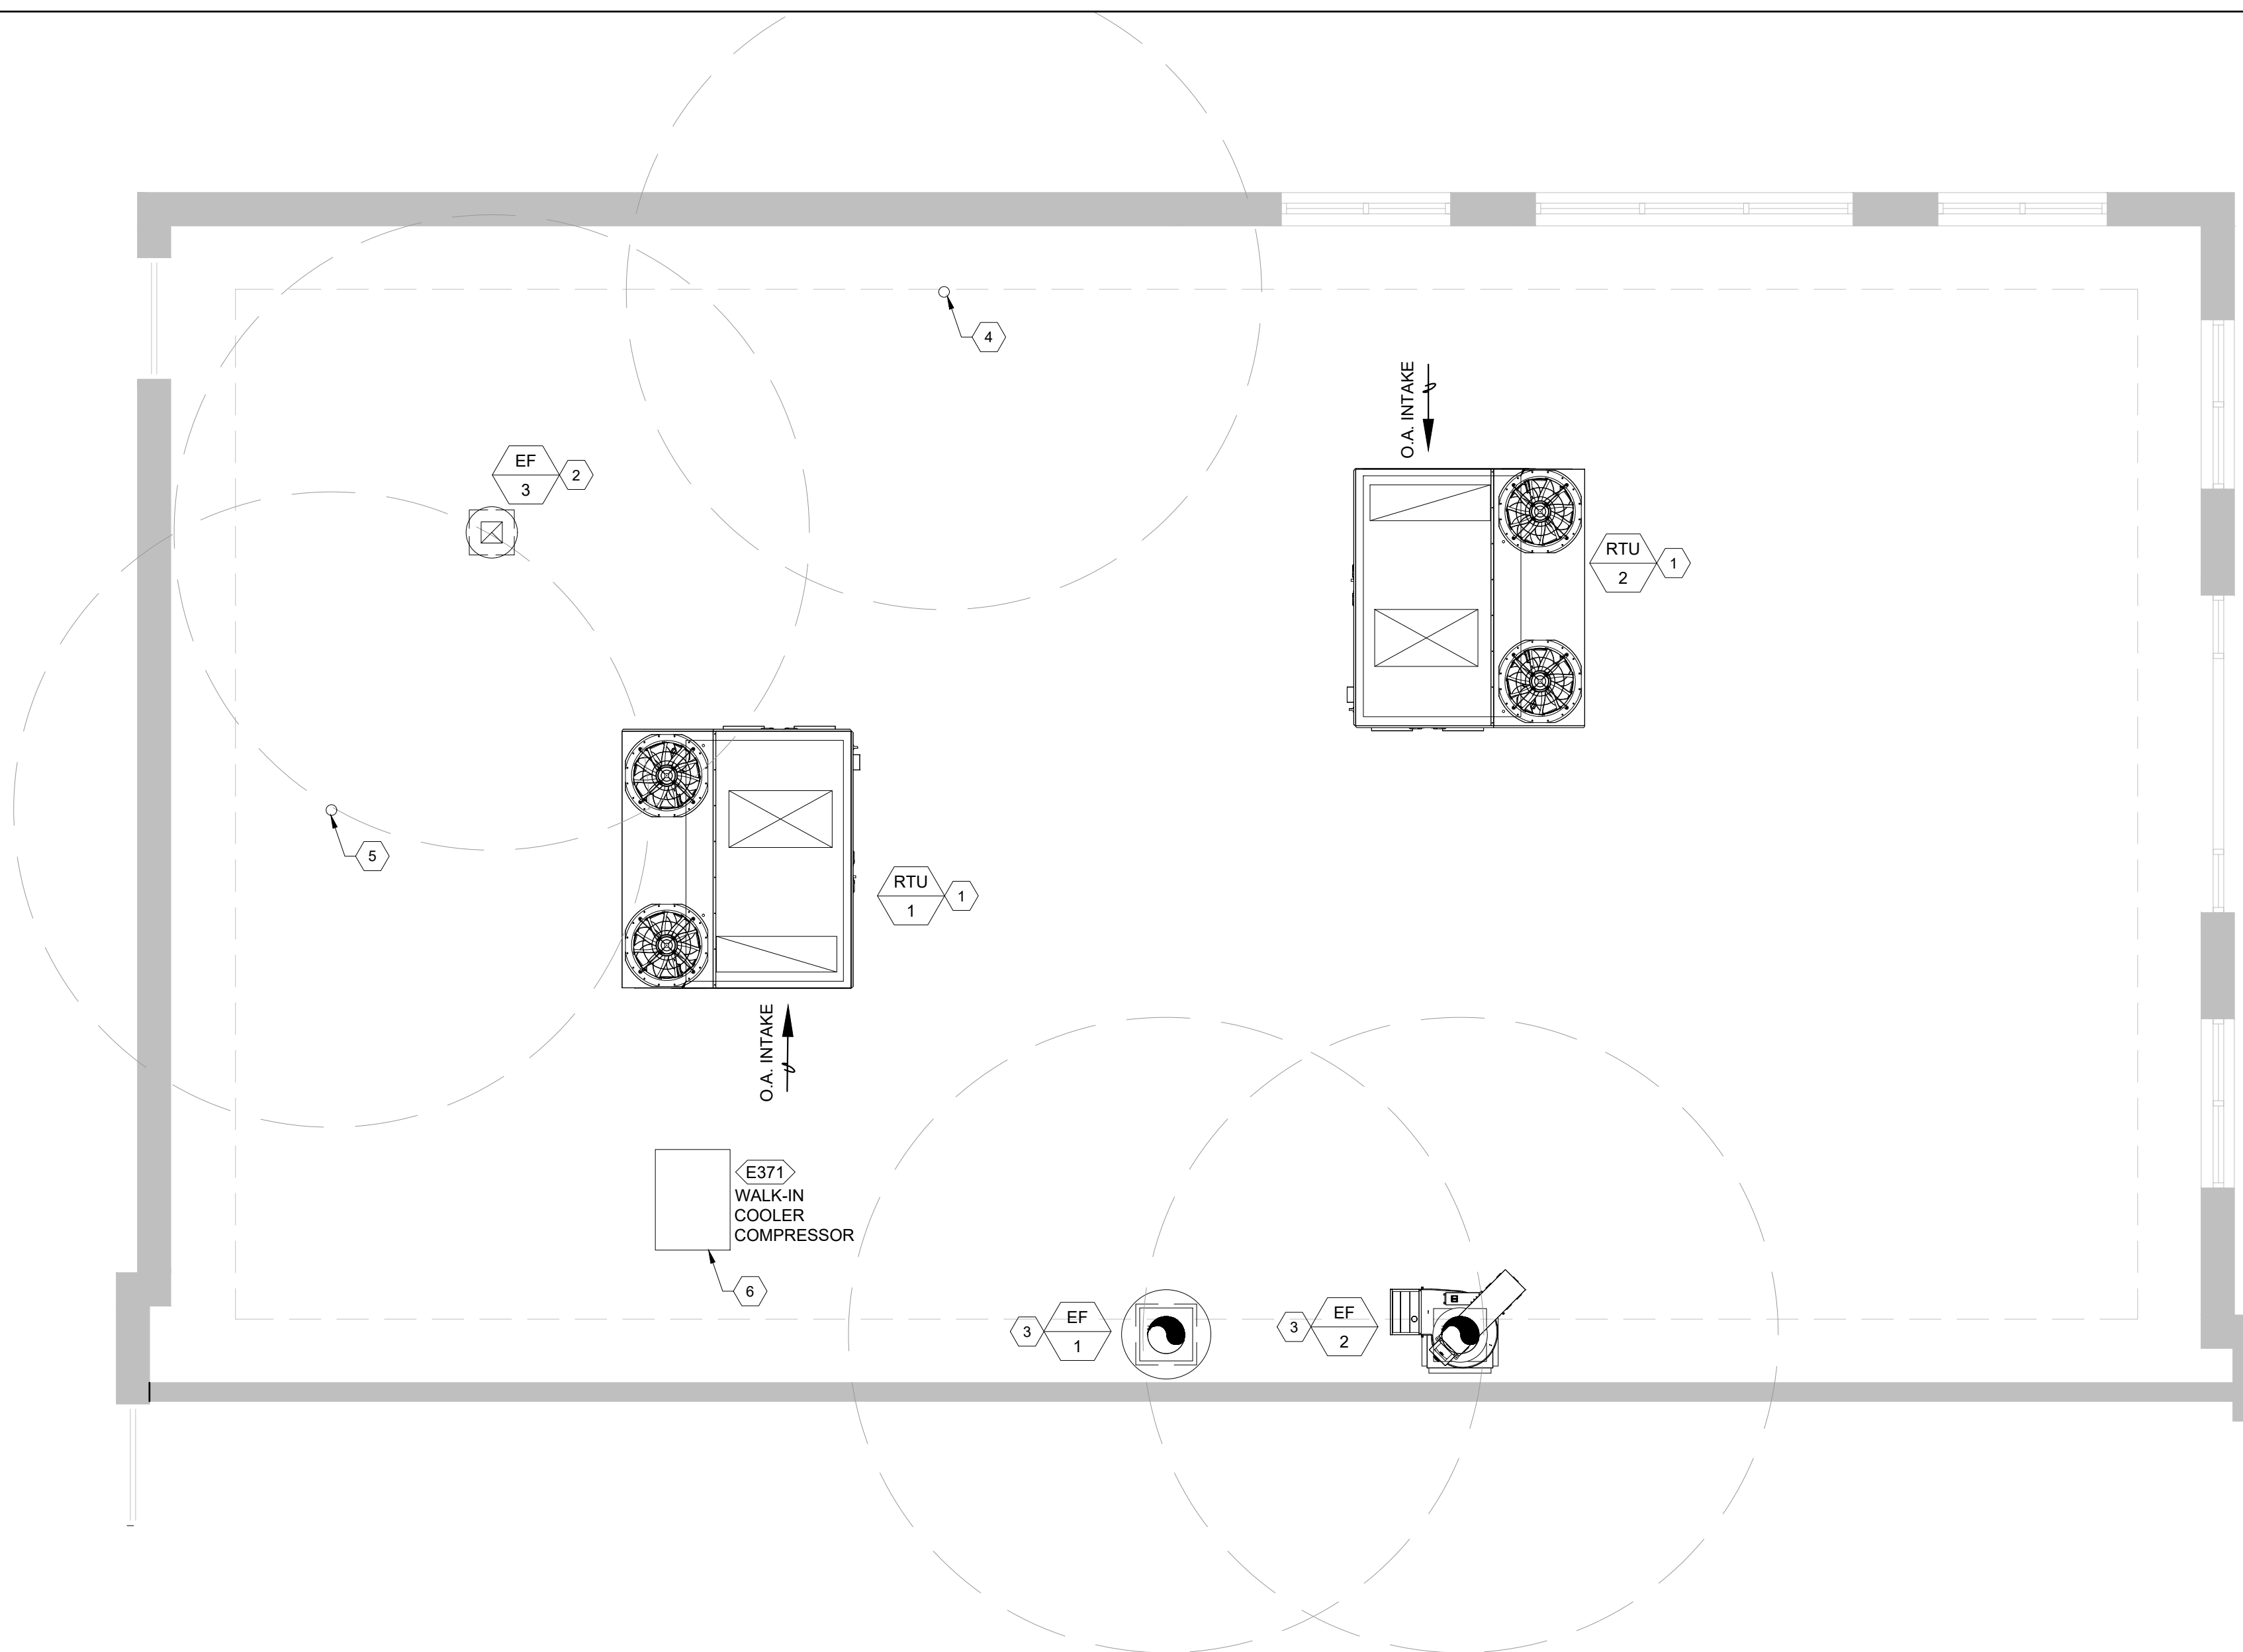 4
O.A. INTAKE
EF
3
2
RTU
2
1
5
RTU
1
1
O.A. INTAKE
E371
WALK-IN
COOLER
COMPRESSOR
6
3
EF
1
3
EF
2